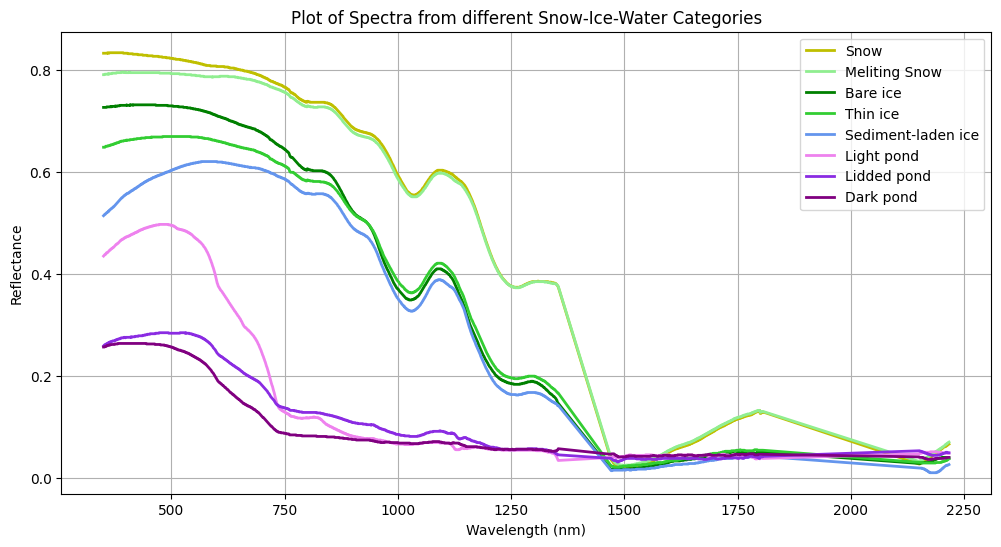 Plot of Spectra from different Snow-Ice-Water Categories
Snow
Meliting Snow
Bare ice
Thin ice
Sediment-laden ice
Light pond
Lidded pond
Dark pond
Reflectance
0.8
0.6
0.4
0.2
0.0
500 750 1000 1250 1500 1750 2000 2250
Wavelength (nm)